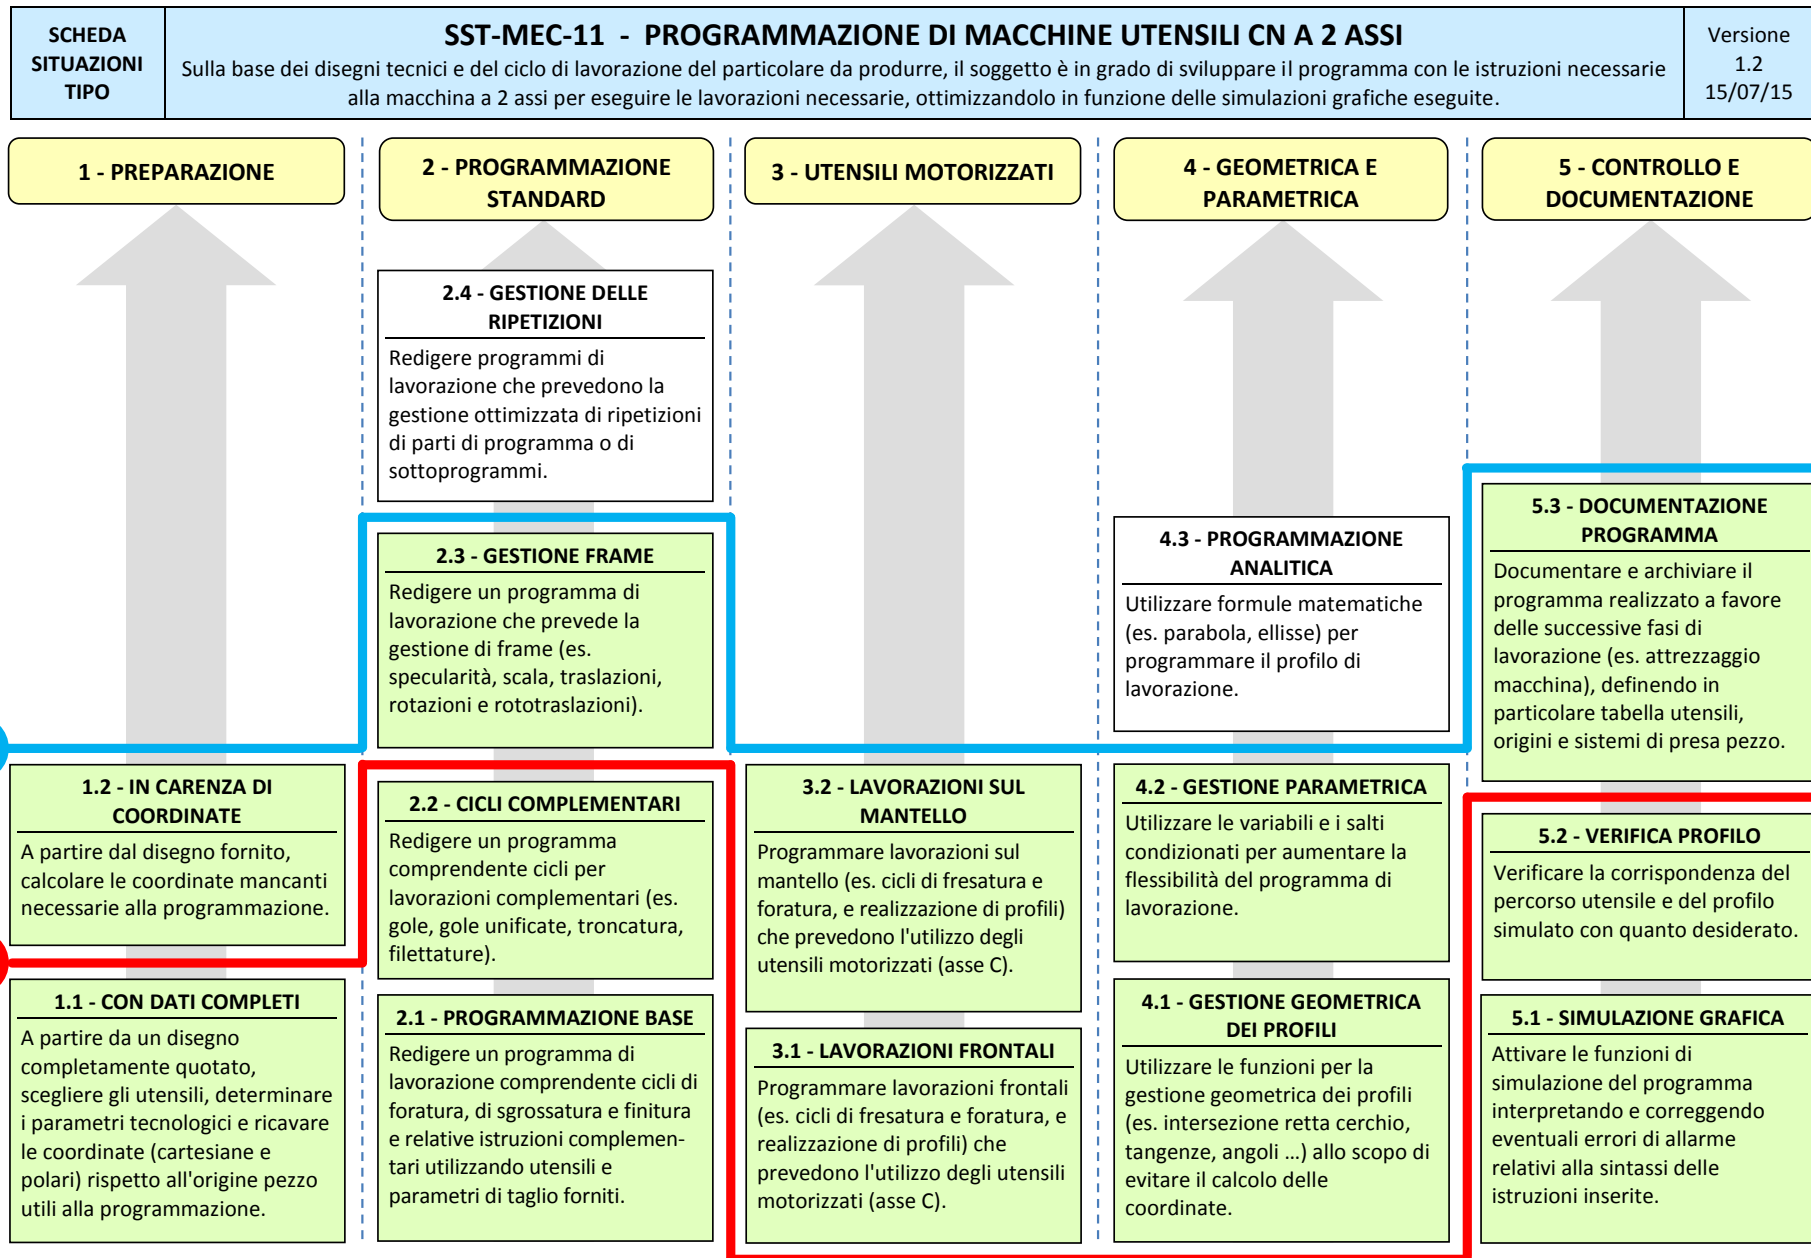 SCHEDA
SITUAZIONI
TIPO
SST-MEC-11 - PROGRAMMAZIONE DI MACCHINE UTENSILI CN A 2 ASSI
Sulla base dei disegni tecnici e del ciclo di lavorazione del particolare da produrre, il soggetto è in grado di sviluppare il programma con le istruzioni necessarie
alla macchina a 2 assi per eseguire le lavorazioni necessarie, ottimizzandolo in funzione delle simulazioni grafiche eseguite.
Versione
1.2
15/07/15
1 - PREPARAZIONE
2 - PROGRAMMAZIONE
STANDARD
3 - UTENSILI MOTORIZZATI
4 - GEOMETRICA E
PARAMETRICA
5 - CONTROLLO E
DOCUMENTAZIONE
1.2 - IN CARENZA DI
COORDINATE
A partire dal disegno fornito,
calcolare le coordinate mancanti
necessarie alla programmazione.
1.1 - CON DATI COMPLETI
A partire da un disegno
completamente quotato,
scegliere gli utensili, determinare
i parametri tecnologici e ricavare
le coordinate (cartesiane e
polari) rispetto all'origine pezzo
utili alla programmazione.
2.4 - GESTIONE DELLE
RIPETIZIONI
Redigere programmi di
lavorazione che prevedono la
gestione ottimizzata di ripetizioni
di parti di programma o di
sottoprogrammi.
2.3 - GESTIONE FRAME
Redigere un programma di
lavorazione che prevede la
gestione di frame (es.
specularità, scala, traslazioni,
rotazioni e rototraslazioni).
2.2 - CICLI COMPLEMENTARI
Redigere un programma
comprendente cicli per
lavorazioni complementari (es.
gole, gole unificate, troncatura,
filettature).
2.1 - PROGRAMMAZIONE BASE
Redigere un programma di
lavorazione comprendente cicli di
foratura, di sgrossatura e finitura
e relative istruzioni complemen-
tari utilizzando utensili e
parametri di taglio forniti.
3.2 - LAVORAZIONI SUL
MANTELLO
Programmare lavorazioni sul
mantello (es. cicli di fresatura e
foratura, e realizzazione di profili)
che prevedono l'utilizzo degli
utensili motorizzati (asse C).
3.1 - LAVORAZIONI FRONTALI
Programmare lavorazioni frontali
(es. cicli di fresatura e foratura, e
realizzazione di profili) che
prevedono l'utilizzo degli utensili
motorizzati (asse C).
4.3 - PROGRAMMAZIONE
ANALITICA
Utilizzare formule matematiche
(es. parabola, ellisse) per
programmare il profilo di
lavorazione.
4.2 - GESTIONE PARAMETRICA
Utilizzare le variabili e i salti
condizionati per aumentare la
flessibilità del programma di
lavorazione.
4.1 - GESTIONE GEOMETRICA
DEI PROFILI
Utilizzare le funzioni per la
gestione geometrica dei profili
(es. intersezione retta cerchio,
tangenze, angoli ...) allo scopo di
evitare il calcolo delle
coordinate.
5.3 - DOCUMENTAZIONE
PROGRAMMA
Documentare e archiviare il
programma realizzato a favore
delle successive fasi di
lavorazione (es. attrezzaggio
macchina), definendo in
particolare tabella utensili,
origini e sistemi di presa pezzo.
5.2 - VERIFICA PROFILO
Verificare la corrispondenza del
percorso utensile e del profilo
simulato con quanto desiderato.
5.1 - SIMULAZIONE GRAFICA
Attivare le funzioni di
simulazione del programma
interpretando e correggendo
eventuali errori di allarme
relativi alla sintassi delle
istruzioni inserite.